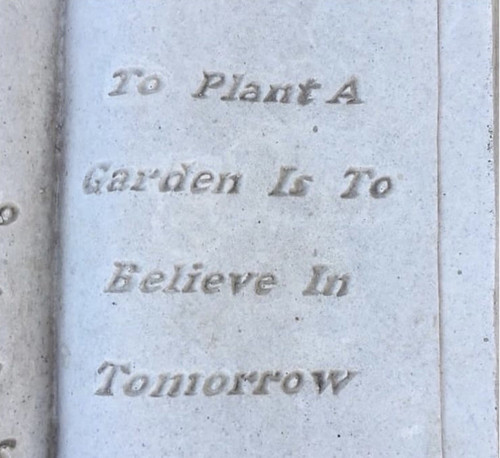 To Plant A
Garden Is To
Believe In
Tomorrow